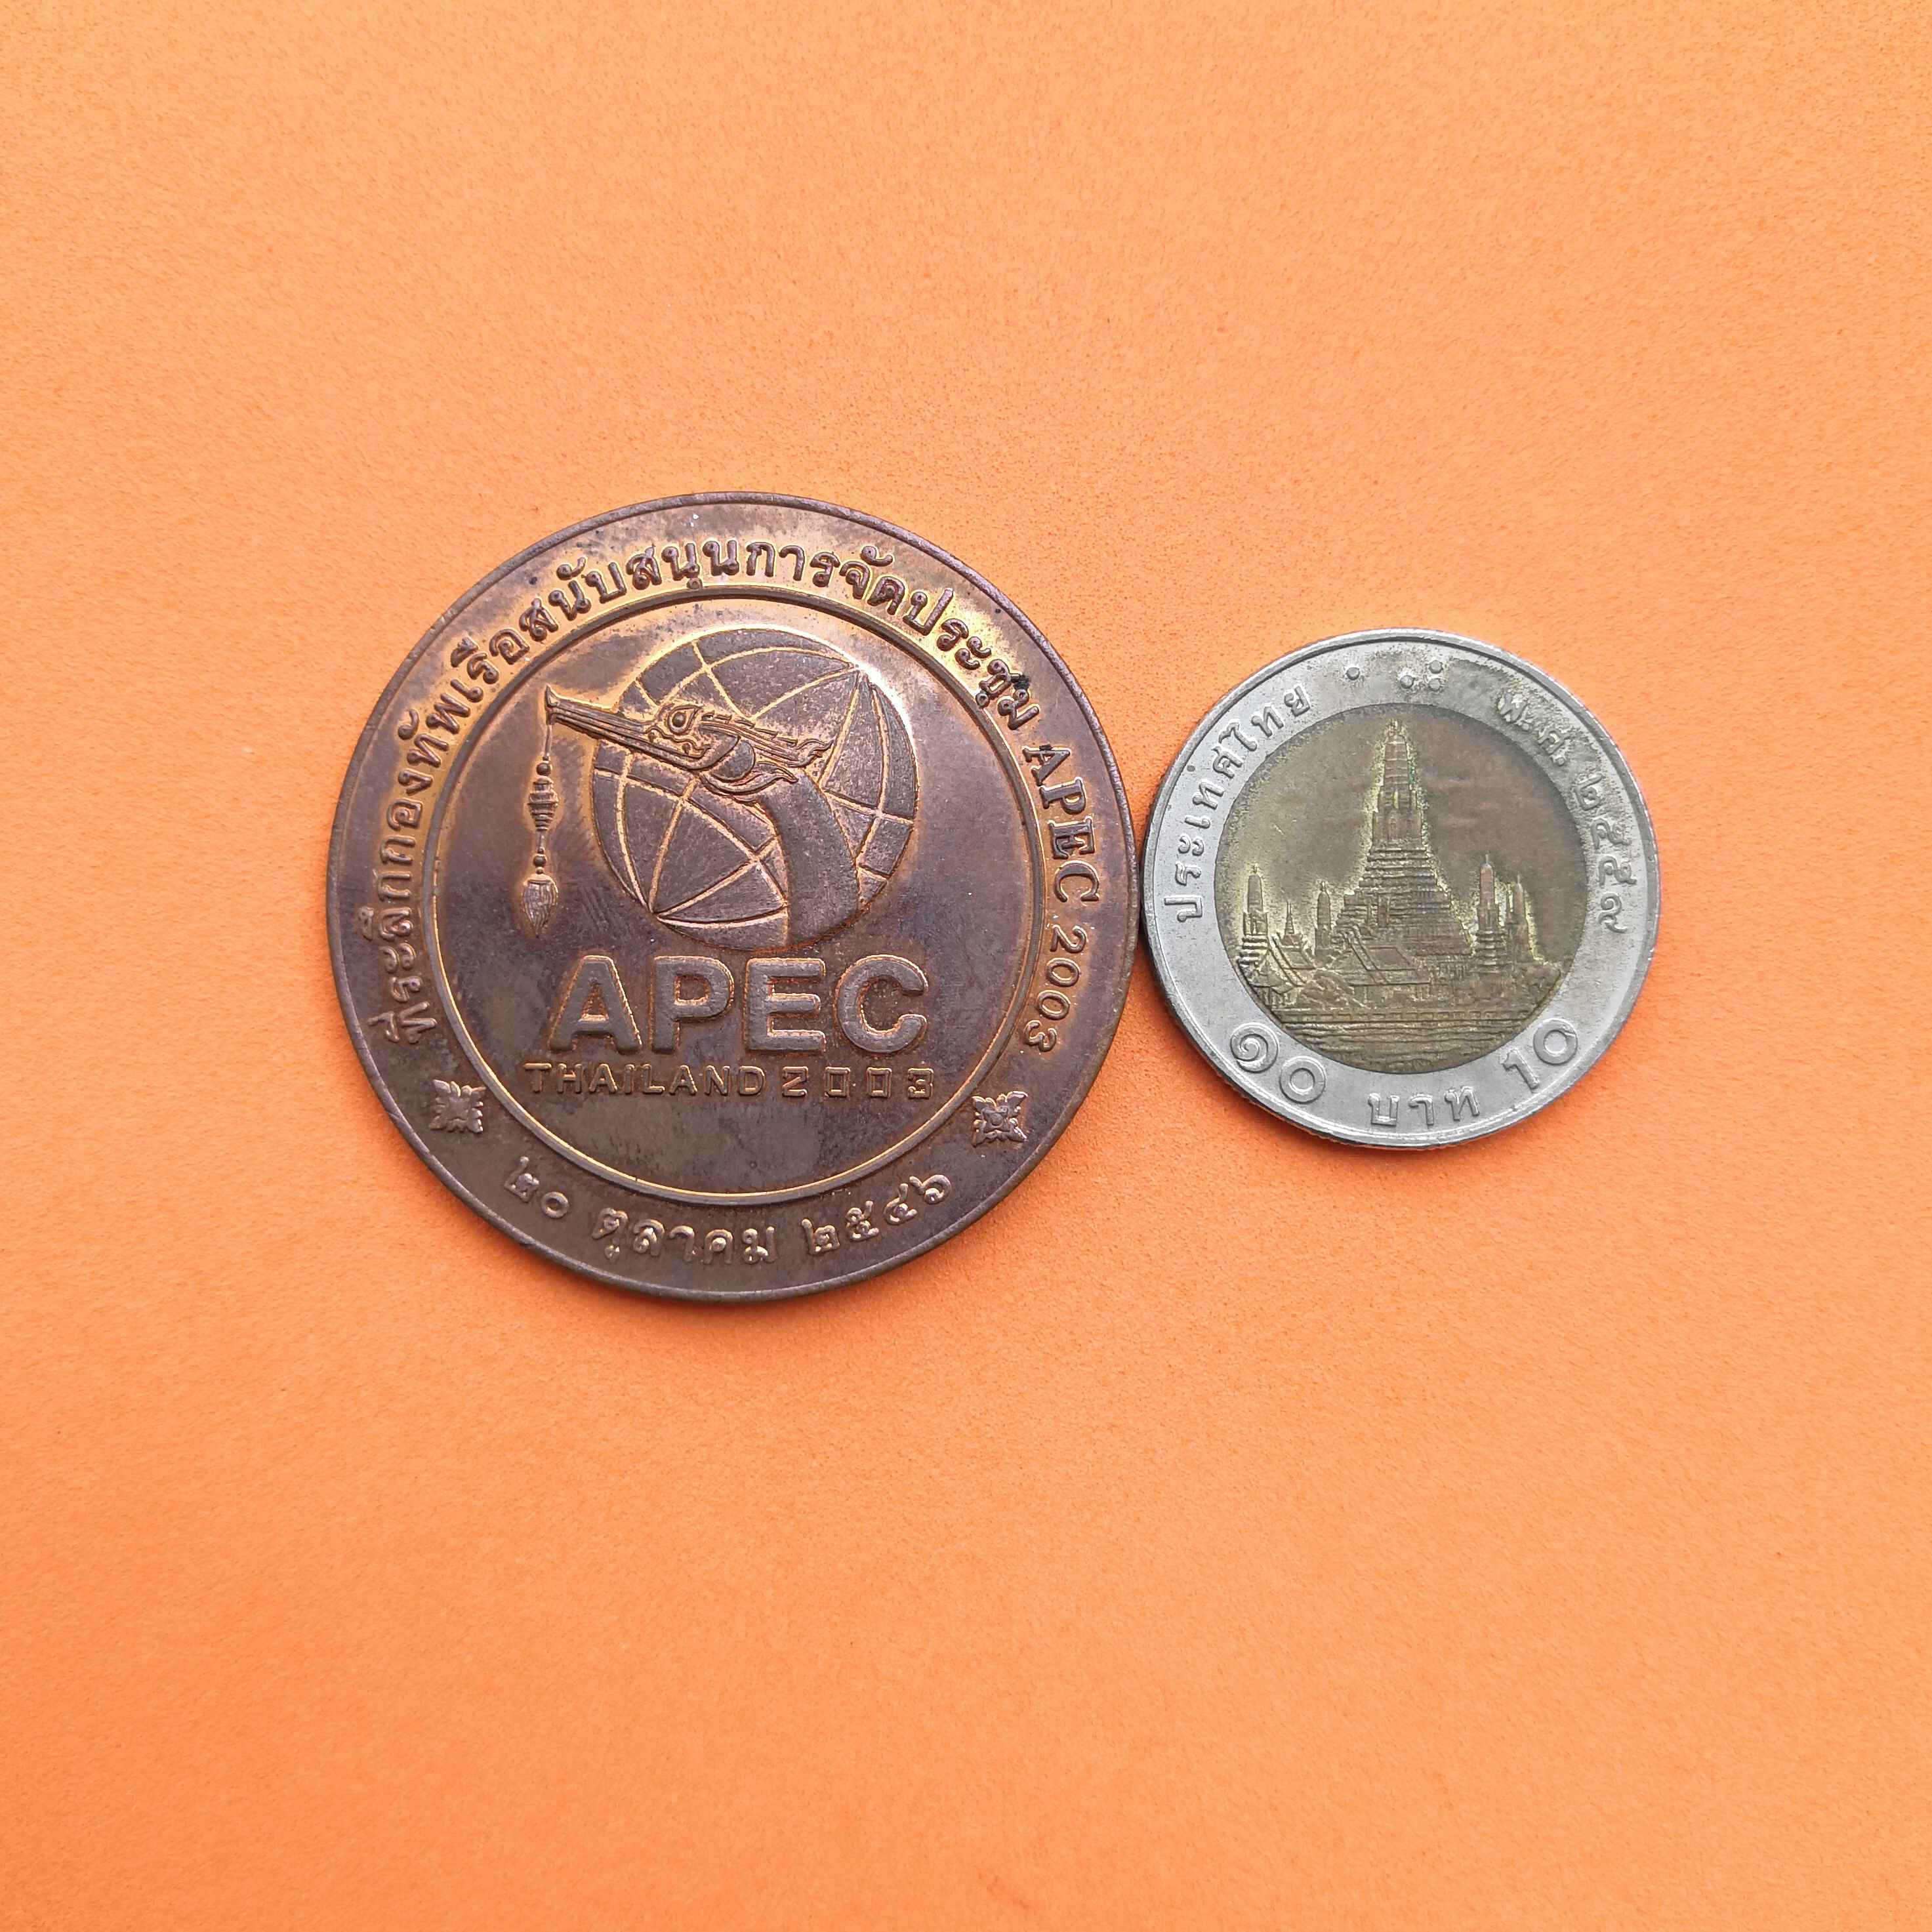 ที่ระลึกกองทัพเรือสนับสนุนการจัดประชุม APEC 2003
APEC
THAILAND 2003
๒๐ ตุลาคม ๒๕๔๖
ประเทศไทย พ.ศ. ๒๕๕๙
๑๐ บาท 10